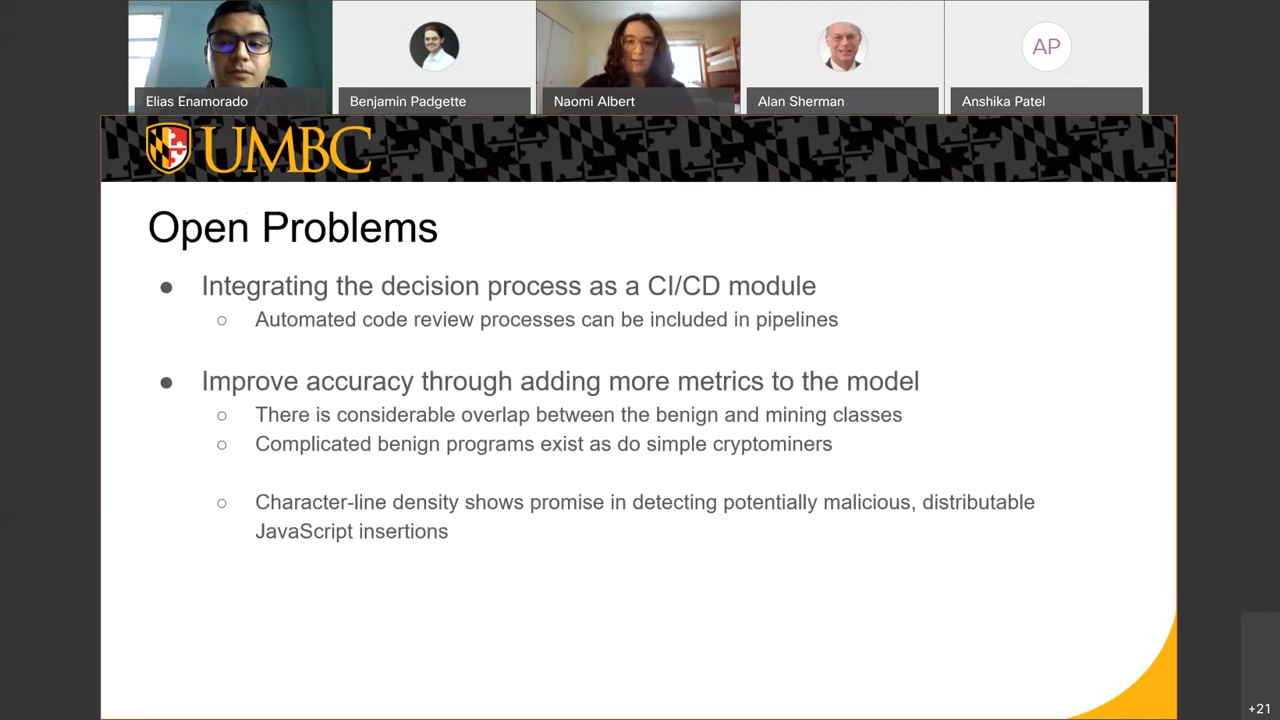 Elias Enamorado
Benjamin Padgette
Naomi Albert
Alan Sherman
AP
Anshika Patel
UMBC
Open Problems
● Integrating the decision process as a CI/CD module
○ Automated code review processes can be included in pipelines
● Improve accuracy through adding more metrics to the model
○ There is considerable overlap between the benign and mining classes
○ Complicated benign programs exist as do simple cryptominers
○ Character-line density shows promise in detecting potentially malicious, distributable
JavaScript insertions
+21